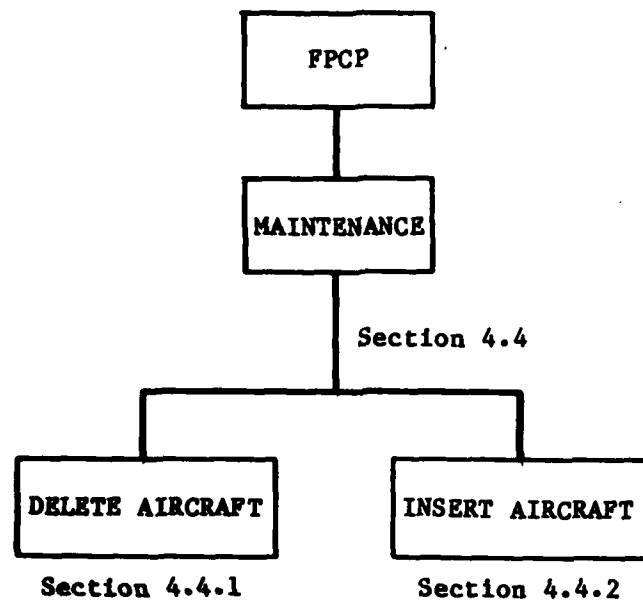 FPCP
MAINTENANCE
Section 4.4
DELETE AIRCRAFT
INSERT AIRCRAFT
Section 4.4.1
Section 4.4.2